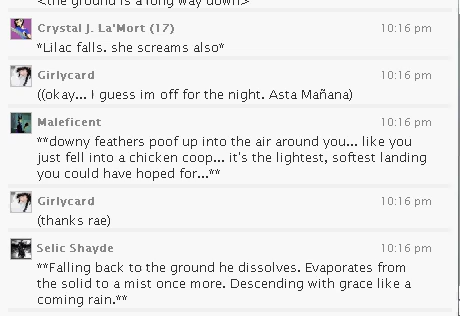 <the ground is a long way down>
Crystal J. La'Mort (17) 10:16 pm
*Lilac falls. she screams also*
Girlycard 10:16 pm
((okay... I guess im off for the night. Asta Mañana)
Maleficent 10:16 pm
**downy feathers poof up into the air around you... like you
just fell into a chicken coop... it's the lightest, softest landing
you could have hoped for...**
Girlycard 10:16 pm
(thanks rae)
Selic Shayde 10:16 pm
**Falling back to the ground he dissolves. Evaporates from
the solid to a mist once more. Descending with grace like a
coming rain.**